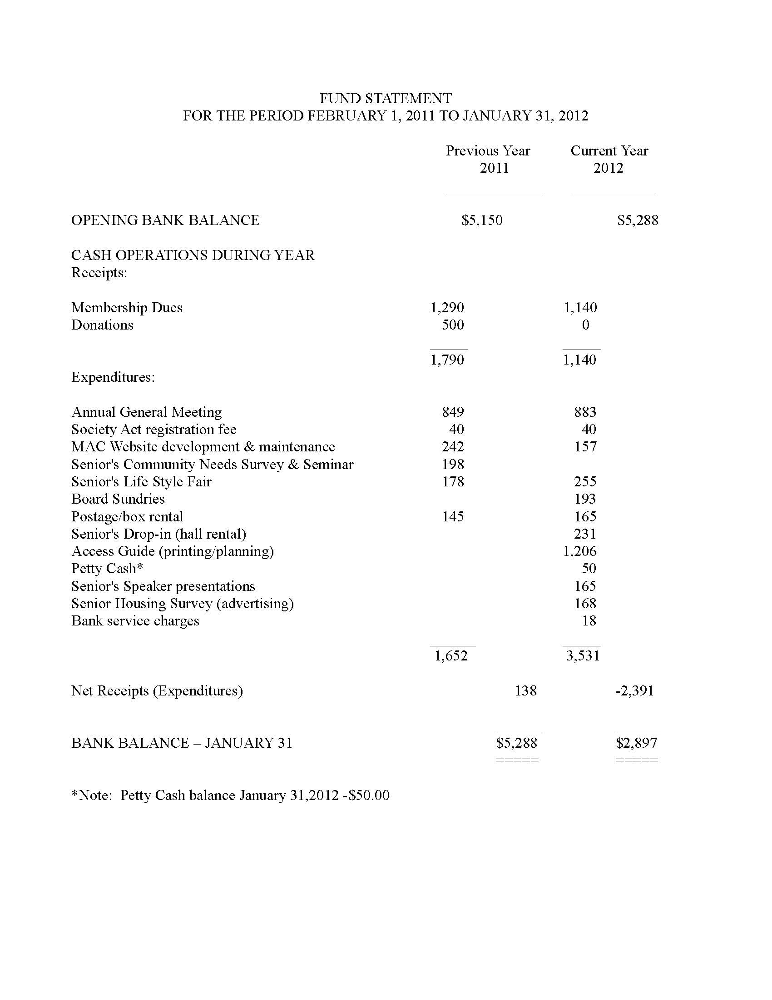 FUND STATEMENT
FOR THE PERIOD FEBRUARY 1, 2011 TO JANUARY 31, 2012
Previous Year Current Year
2011 2012
OPENING BANK BALANCE $5,150 $5,288
CASH OPERATIONS DURING YEAR
Receipts:
Membership Dues 1,290 1,140
Donations 500 0
1,790 1,140
Expenditures:
Annual General Meeting 849 883
Society Act registration fee 40 40
MAC Website development & maintenance 242 157
Senior's Community Needs Survey & Seminar 198
Senior's Life Style Fair 178 255
Board Sundries 193
Postage/box rental 145 165
Senior's Drop-in (hall rental) 231
Access Guide (printing/planning) 1,206
Petty Cash* 50
Senior's Speaker presentations 165
Senior Housing Survey (advertising) 168
Bank service charges 18
1,652 3,531
Net Receipts (Expenditures) 138 -2,391
BANK BALANCE – JANUARY 31 $5,288 $2,897
===== =====
*Note: Petty Cash balance January 31,2012 -$50.00